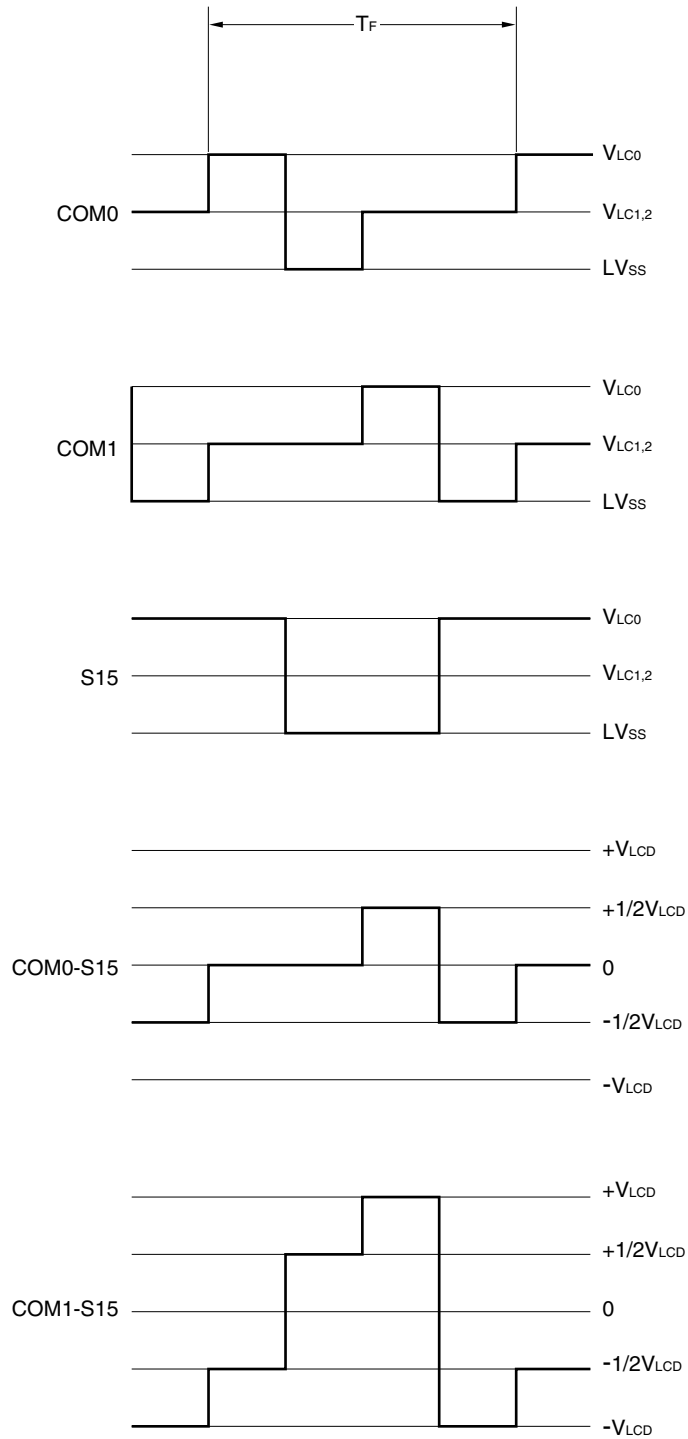 TF
VLC0
COM0
VLC1,2
LVSS
VLC0
COM1
VLC1,2
LVSS
VLC0
S15
VLC1,2
LVSS
+VLCD
+1/2VLCD
COM0-S15
0
-1/2VLCD
-VLCD
+VLCD
+1/2VLCD
COM1-S15
0
-1/2VLCD
-VLCD